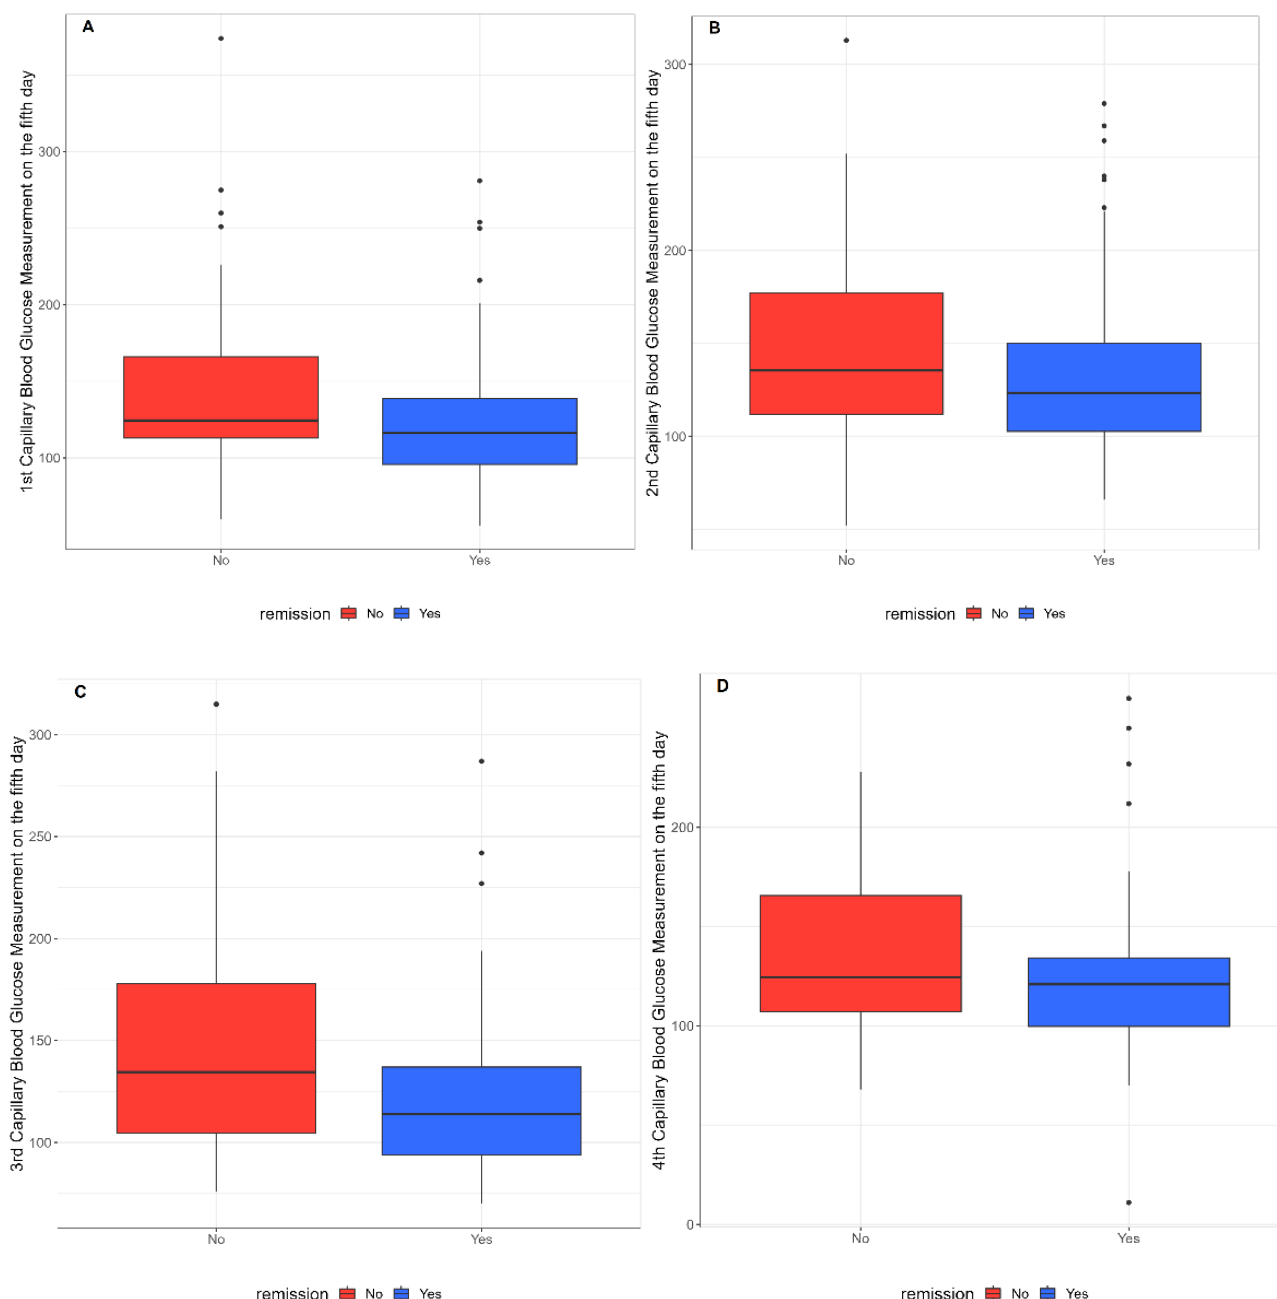 A
1st Capillary Blood Glucose Measurement on the fifth day
300
200
100
No
Yes
remission No Yes
B
2nd Capillary Blood Glucose Measurement on the fifth day
300
200
100
No
Yes
remission No Yes
C
3rd Capillary Blood Glucose Measurement on the fifth day
300
250
200
150
100
No
Yes
remission No Yes
D
4th Capillary Blood Glucose Measurement on the fifth day
200
100
0
No
Yes
remission No Yes